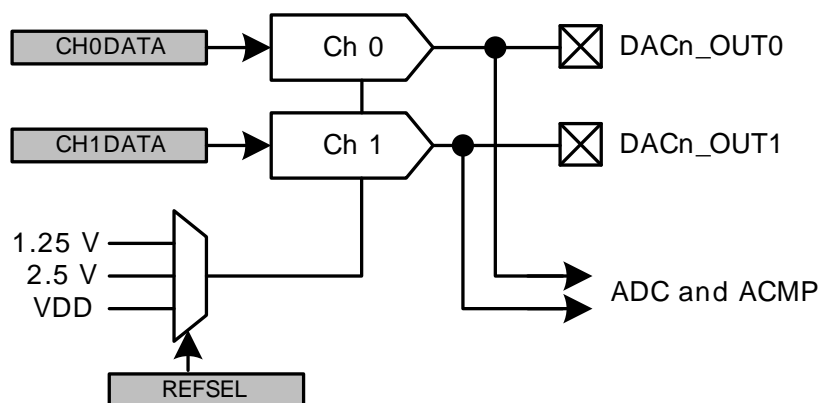 CH0DATA
Ch 0
DACn_OUT0
CH1DATA
Ch 1
DACn_OUT1
1.25 V
2.5 V
VDD
ADC and ACMP
REFSEL